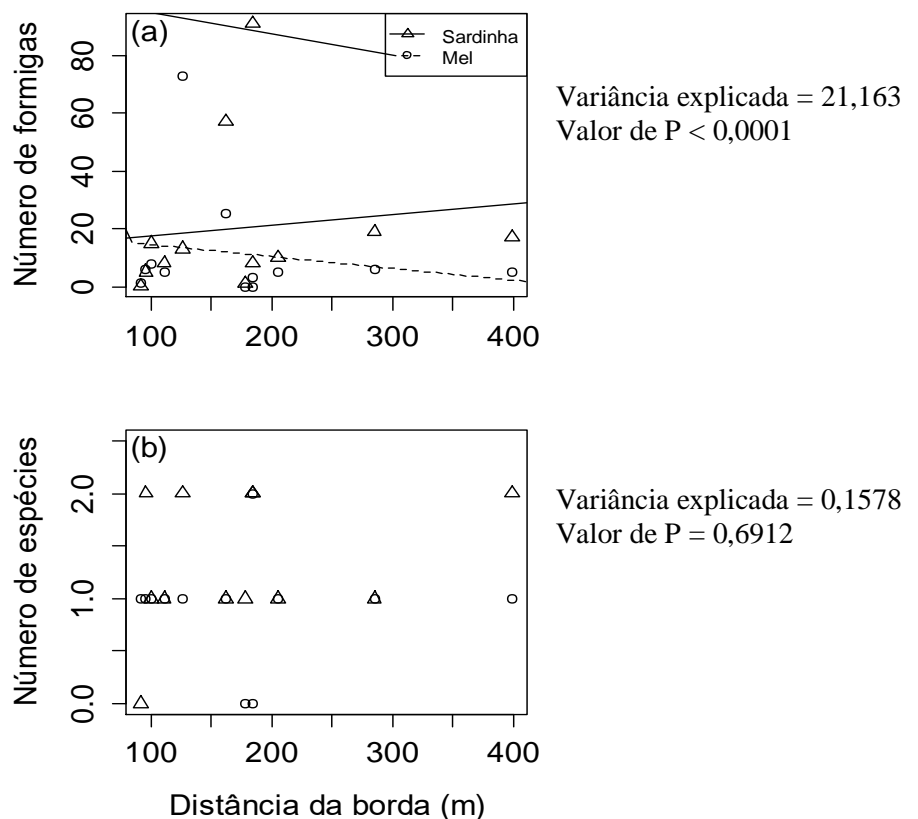 (a)
Sardinha
Mel
Número de formigas
0 20 40 60 80
100 200 300 400
Variância explicada = 21,163
Valor de P < 0,0001
(b)
Número de espécies
0.0 1.0 2.0
100 200 300 400
Distância da borda (m)
Variância explicada = 0,1578
Valor de P = 0,6912